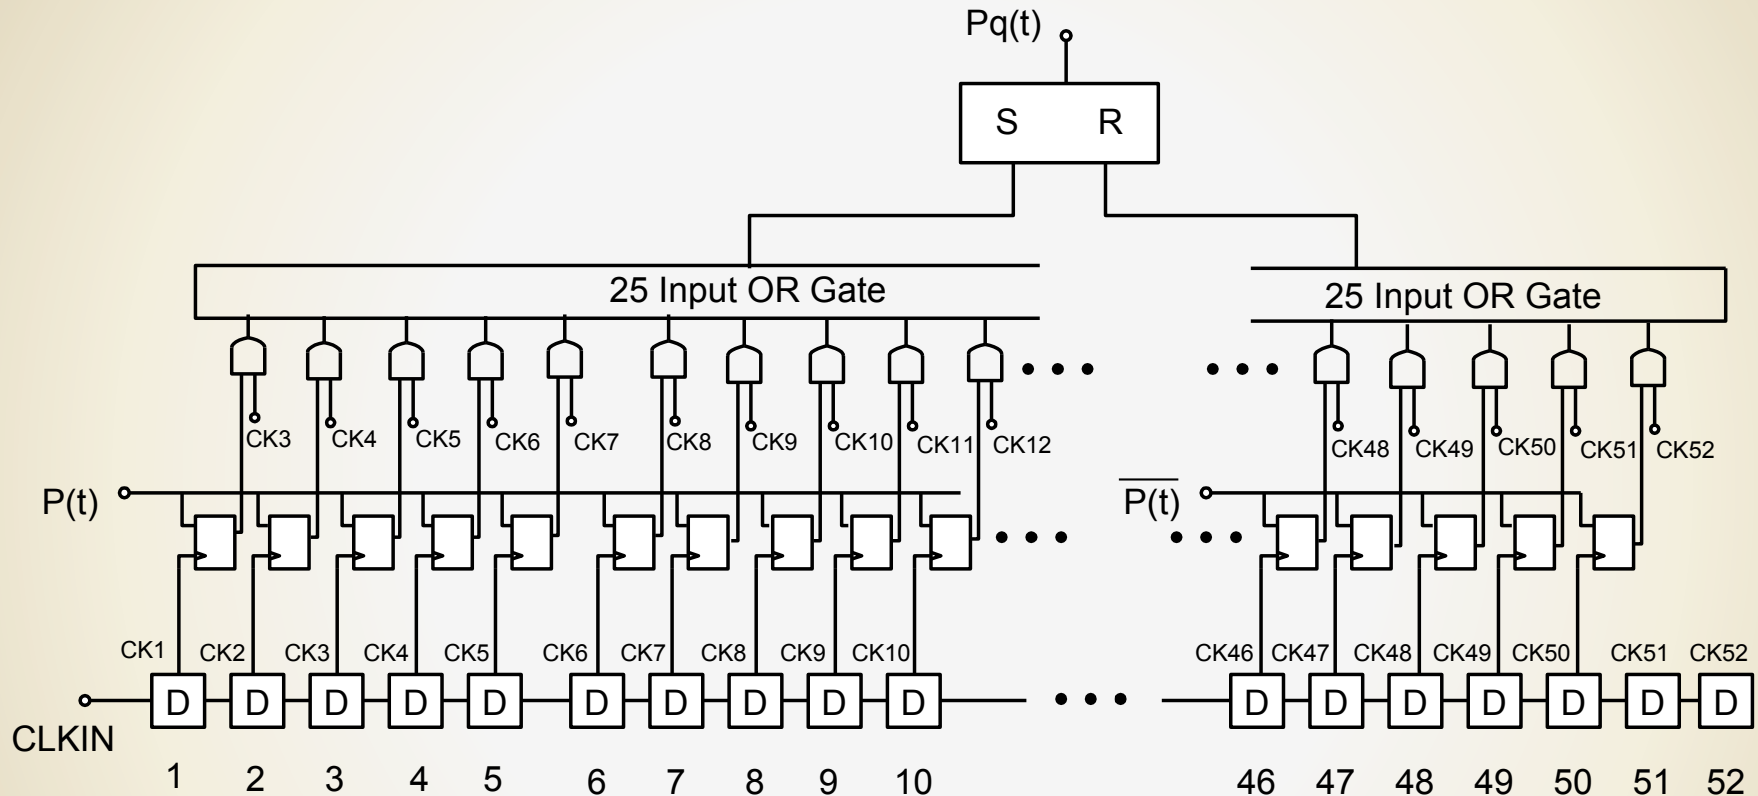 Pq(t)
S R
25 Input OR Gate 25 Input OR Gate
CK3 CK4 CK5 CK6 CK7 CK8 CK9 CK10 CK11 CK12 CK48 CK49 CK50 CK51 CK52
P(t) P(t)
CK1 CK2 CK3 CK4 CK5 CK6 CK7 CK8 CK9 CK10 CK46 CK47 CK48 CK49 CK50 CK51 CK52
D D D D D D D D D D D D D D D D D
CLKIN
1 2 3 4 5 6 7 8 9 10 46 47 48 49 50 51 52